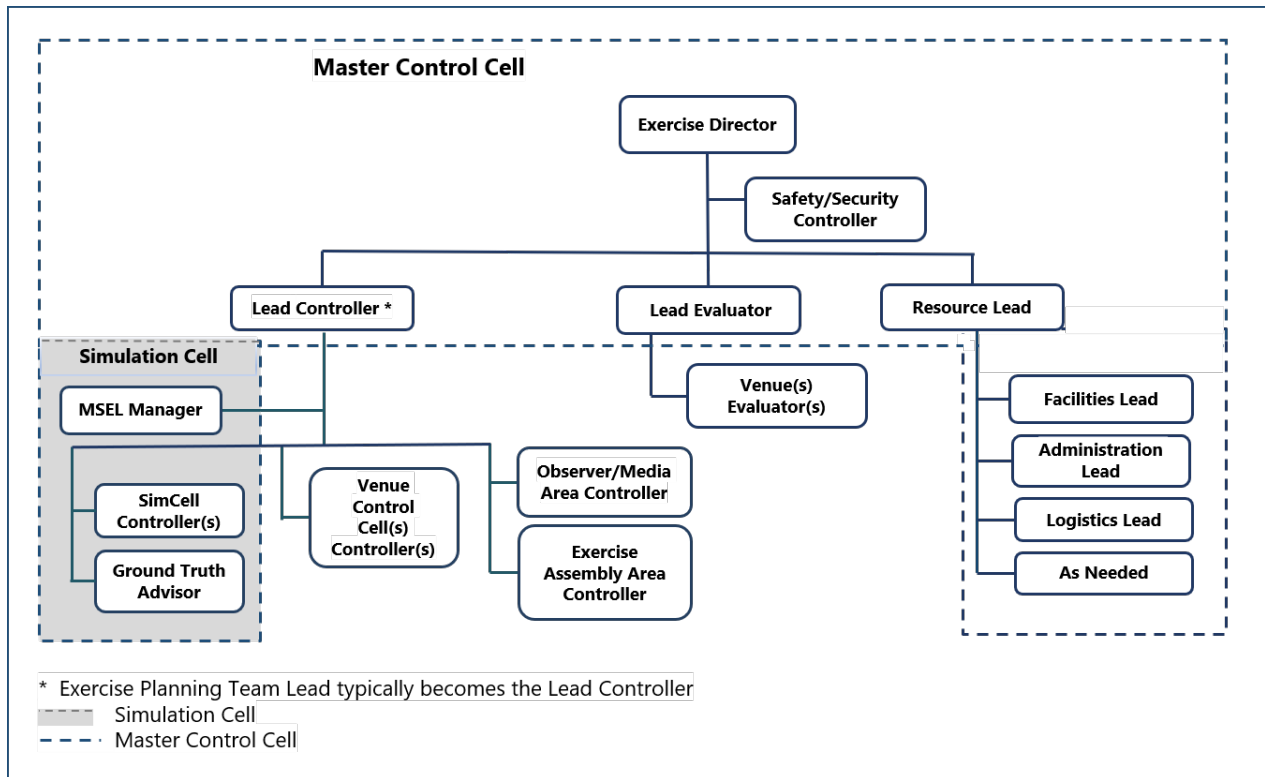 Master Control Cell
Exercise Director
Safety/Security
Controller
Lead Controller *
Lead Evaluator
Resource Lead
Simulation Cell
MSEL Manager
SimCell
Controller(s)
Ground Truth
Advisor
Venue
Control
Cell(s)
Controller(s)
Observer/Media
Area Controller
Exercise
Assembly Area
Controller
Venue(s)
Evaluator(s)
Facilities Lead
Administration
Lead
Logistics Lead
As Needed
* Exercise Planning Team Lead typically becomes the Lead Controller
Simulation Cell
Master Control Cell